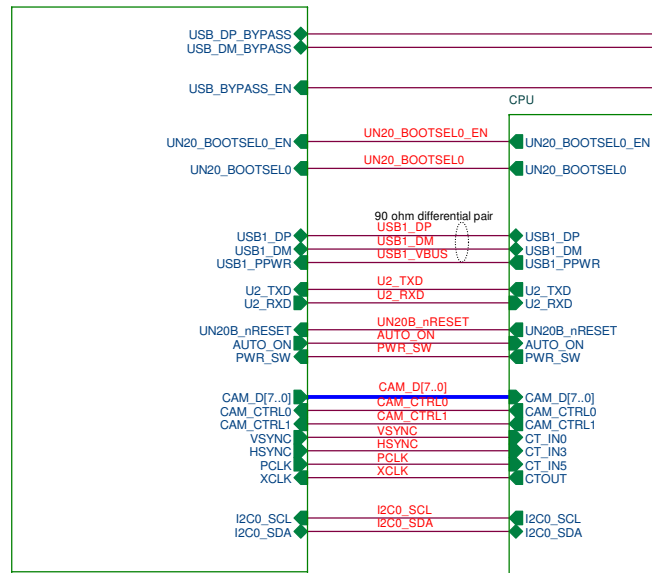 USB_DP_BYPASS
USB_DM_BYPASS
USB_BYPASS_EN
CPU
UN20_BOOTSEL0_EN UN20_BOOTSEL0_EN UN20_BOOTSEL0_EN
UN20_BOOTSEL0 UN20_BOOTSEL0 UN20_BOOTSEL0
90 ohm differential pair
USB1_DP USB1_DP USB1_DP
USB1_DM USB1_DM USB1_DM
USB1_PPWR USB1_VBUS USB1_PPWR
U2_TXD U2_TXD U2_TXD
U2_RXD U2_RXD U2_RXD
UN20B_nRESET UN20B_nRESET UN20B_nRESET
AUTO_ON AUTO_ON AUTO_ON
PWR_SW PWR_SW PWR_SW
CAM_D[7..0] CAM_D[7..0] CAM_D[7..0]
CAM_CTRL0 CAM_CTRL0 CAM_CTRL0
CAM_CTRL1 CAM_CTRL1 CAM_CTRL1
VSYNC VSYNC CT_IN0
HSYNC HSYNC CT_IN3
PCLK PCLK CT_IN5
XCLK XCLK CTOUT
I2C0_SCL I2C0_SCL I2C0_SCL
I2C0_SDA I2C0_SDA I2C0_SDA